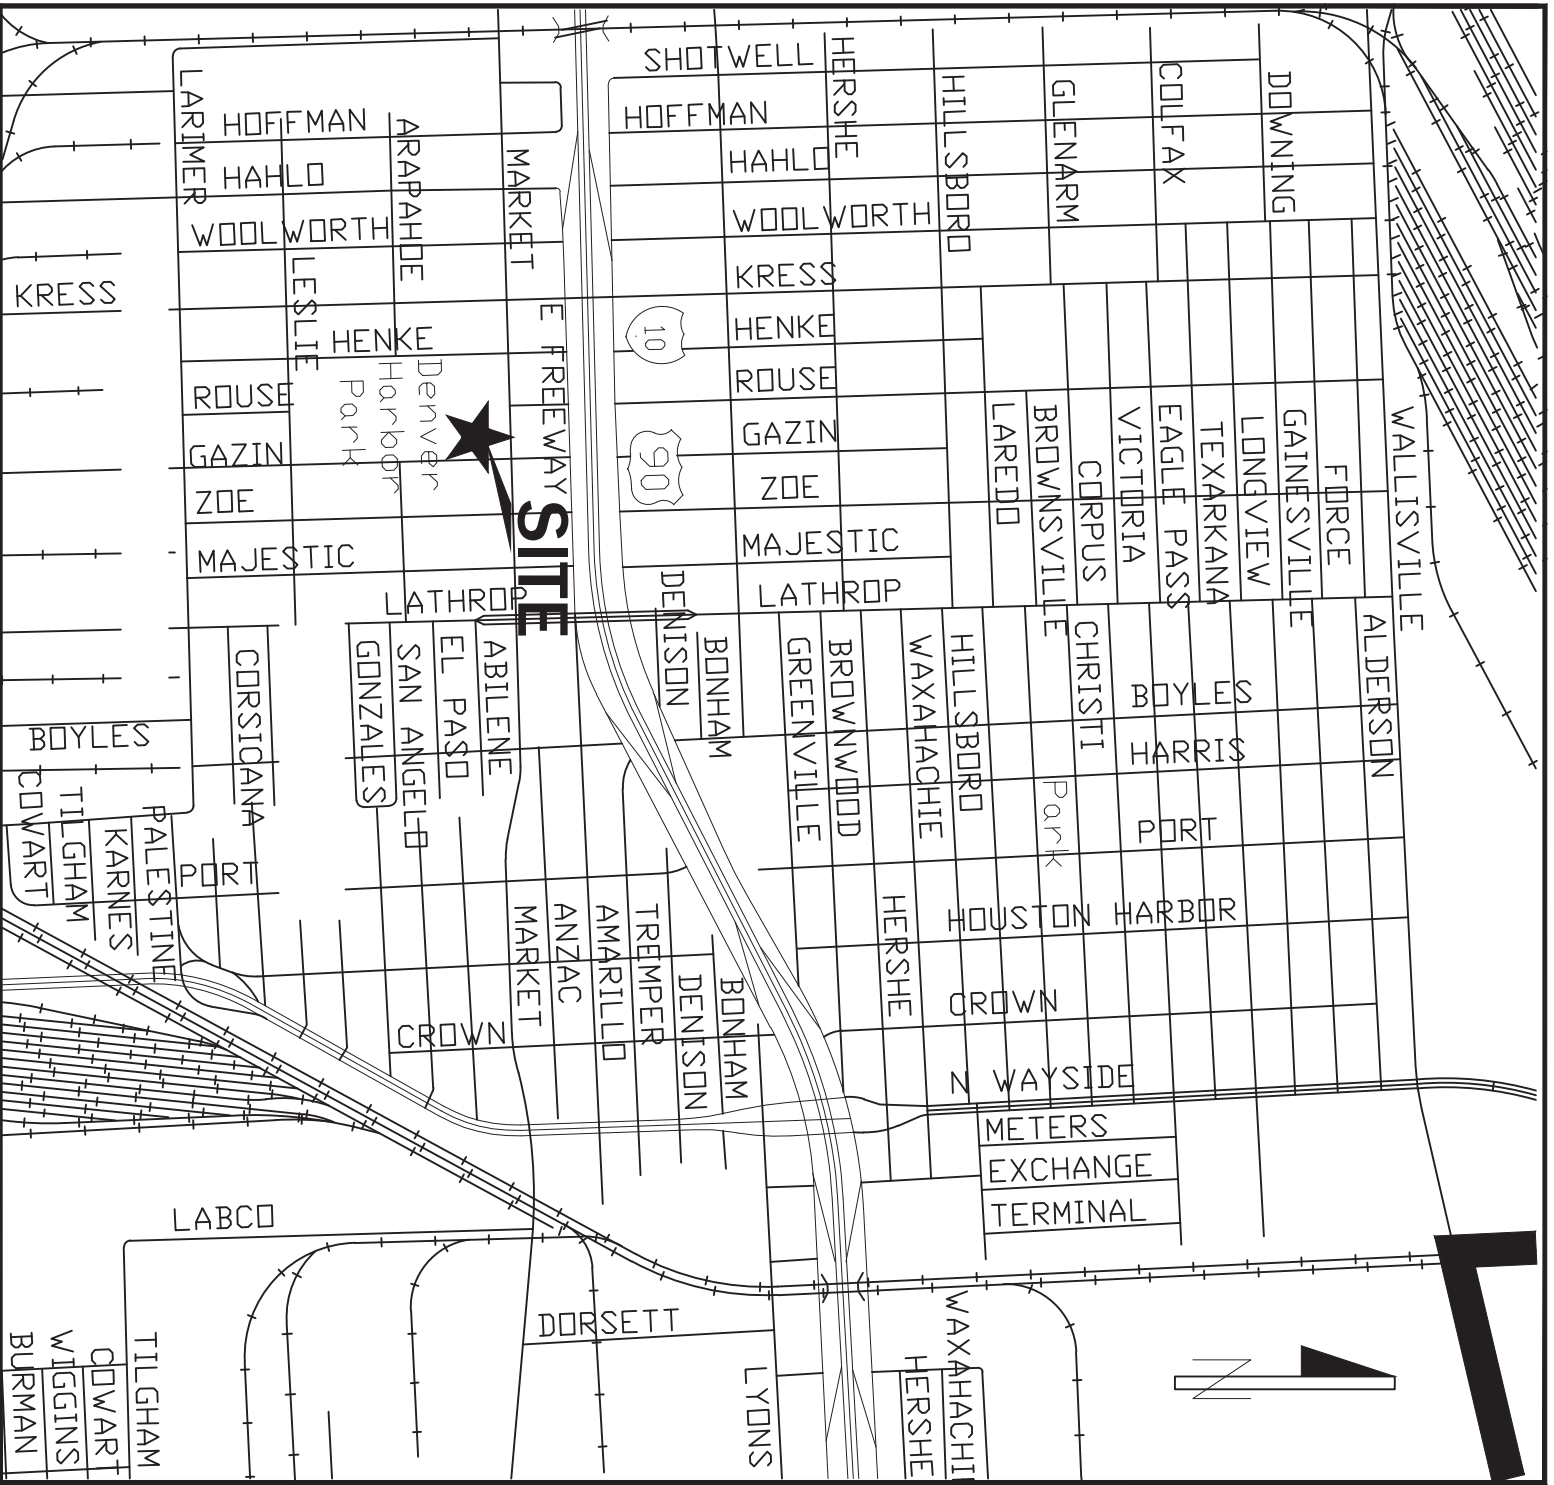 SHOTWELL
LARIMER
HOFFMAN
ARAPAHOE
MARKET
HOFFMAN
HERSHE
HILLSBORO
GLENARM
COLFAX
DOWNING
HAHLO
HAHLO
WOOLWORTH
WOOLWORTH
KRESS
LESLIE
KRESS
HENKE
E FREEWAY
10
HENKE
ROUSE
Denver
Harbor
Park
ROUSE
GAZIN
90
GAZIN
ZOE
SITE
ZOE
MAJESTIC
MAJESTIC
LAREDO
BROWNSVILLE
CORPUS
VICTORIA
EAGLE PASS
TEXARKANA
LONGVIEW
GAINESVILLE
FORCE
WALLISVILLE
LATHROP
LATHROP
DENISON
BONHAM
CORSICANA
GONZALES
SAN ANGELO
EL PASO
ABILENE
GREENVILLE
BROWNWOOD
WAXAHACHIE
HILLSBORO
CHRISTI
ALDERSON
BOYLES
BOYLES
HARRIS
COWART
TILGHAM
KARNES
PALESTINE
PORT
Park
PORT
MARKET
ANZAC
AMARILLO
TREMPER
DENISON
BONHAM
HERSHE
HOUSTON HARBOR
CROWN
CROWN
N WAYSIDE
METERS
EXCHANGE
TERMINAL
LABCO
DORSETT
BURMAN
WIGGINS
COWART
TILGHAM
LYONS
HERSHE
WAXAHACHI
N